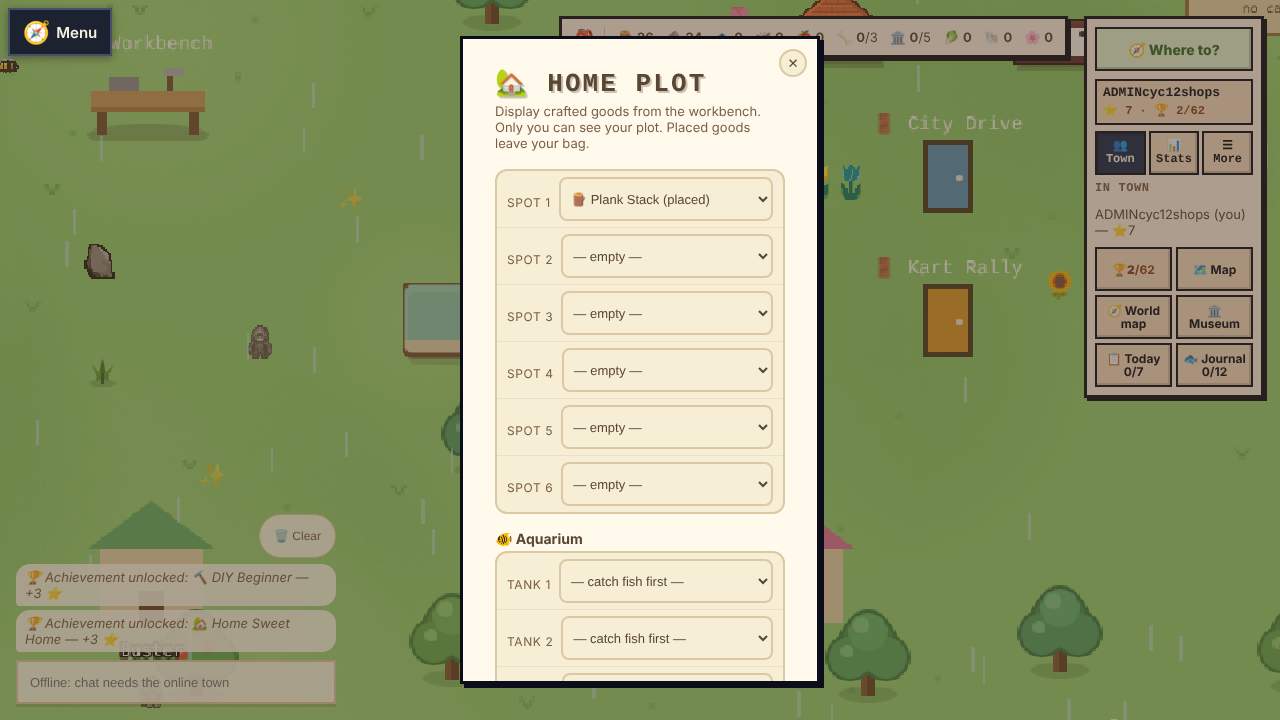 Menu
Workbench
no ca
0/3
0/5
0
0
0
Where to?
ADMINcyc12shops
7 · 2/62
Town
Stats
More
IN TOWN
ADMINcyc12shops (you)
— 7
2/62
Map
World map
Museum
Today 0/7
Journal 0/12
City Drive
Kart Rally
×
HOME PLOT
Display crafted goods from the workbench.
Only you can see your plot. Placed goods
leave your bag.
SPOT 1 Plank Stack (placed)
SPOT 2 — empty —
SPOT 3 — empty —
SPOT 4 — empty —
SPOT 5 — empty —
SPOT 6 — empty —
Aquarium
TANK 1 — catch fish first —
TANK 2 — catch fish first —
Clear
Achievement unlocked: DIY Beginner —
+3
Achievement unlocked: Home Sweet
Home — +3
Buster
Offline: chat needs the online town